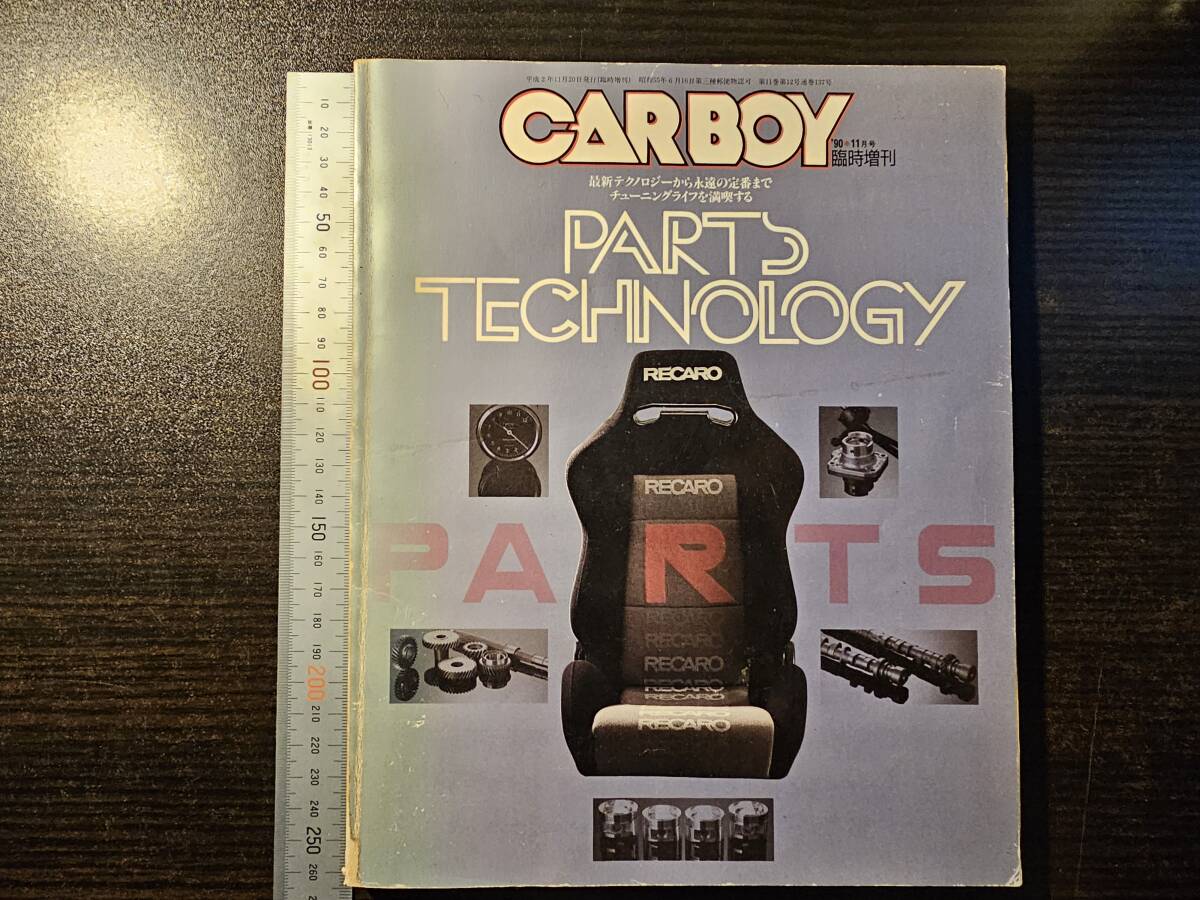 平成2年11月20日発行(臨時増刊) 昭和55年6月16日第三種郵便物認可 第11巻第12号通巻137号
CARBOY
'90 11月号
臨時増刊
最新テクノロジーから永遠の定番まで
チューニングライフを満喫する
PARTS
TECHNOLOGY
RECARO
RECARO
PARTS
RECARO
RECARO
RECARO
RECARO
RECARO
RECARO
10
20
30
40
50
60
70
80
90
100
110
120
130
140
150
160
170
180
190
200
210
220
230
240
250
260